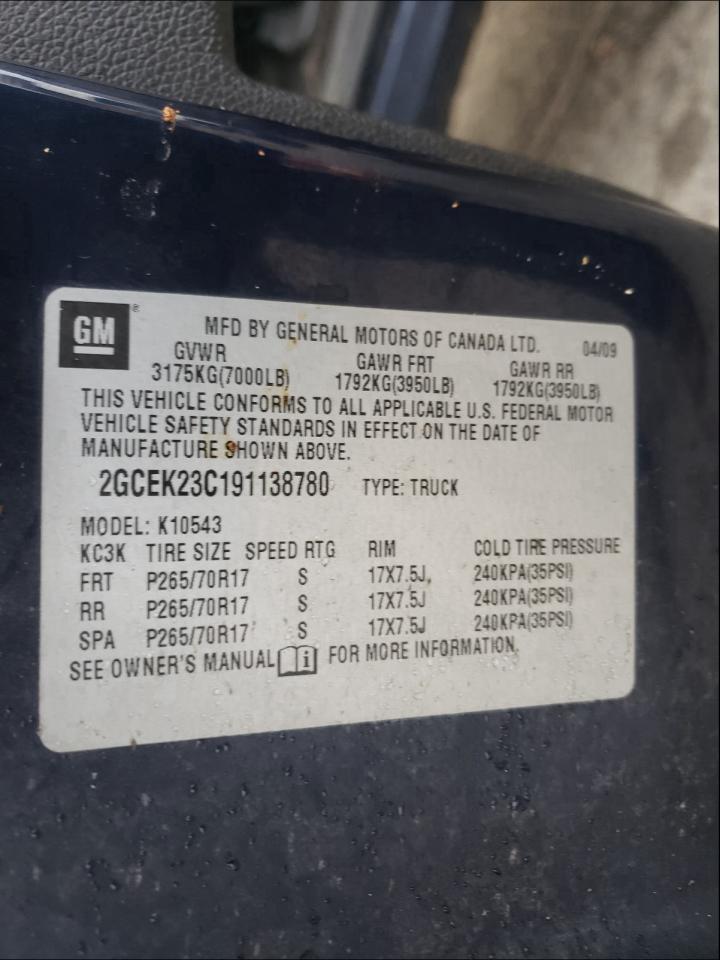 GM ® MFD BY GENERAL MOTORS OF CANADA LTD. 04/09
GVWR GAWR FRT GAWR RR
3175KG(7000LB) 1792KG(3950LB) 1792KG(3950LB)
THIS VEHICLE CONFORMS TO ALL APPLICABLE U.S. FEDERAL MOTOR
VEHICLE SAFETY STANDARDS IN EFFECT ON THE DATE OF
MANUFACTURE SHOWN ABOVE.
2GCEK23C191138780 TYPE: TRUCK
MODEL: K10543
KC3K TIRE SIZE SPEED RTG RIM COLD TIRE PRESSURE
FRT P265/70R17 S 17X7.5J 240KPA(35PSI)
RR P265/70R17 S 17X7.5J 240KPA(35PSI)
SPA P265/70R17 S 17X7.5J 240KPA(35PSI)
SEE OWNER'S MANUAL i FOR MORE INFORMATION.